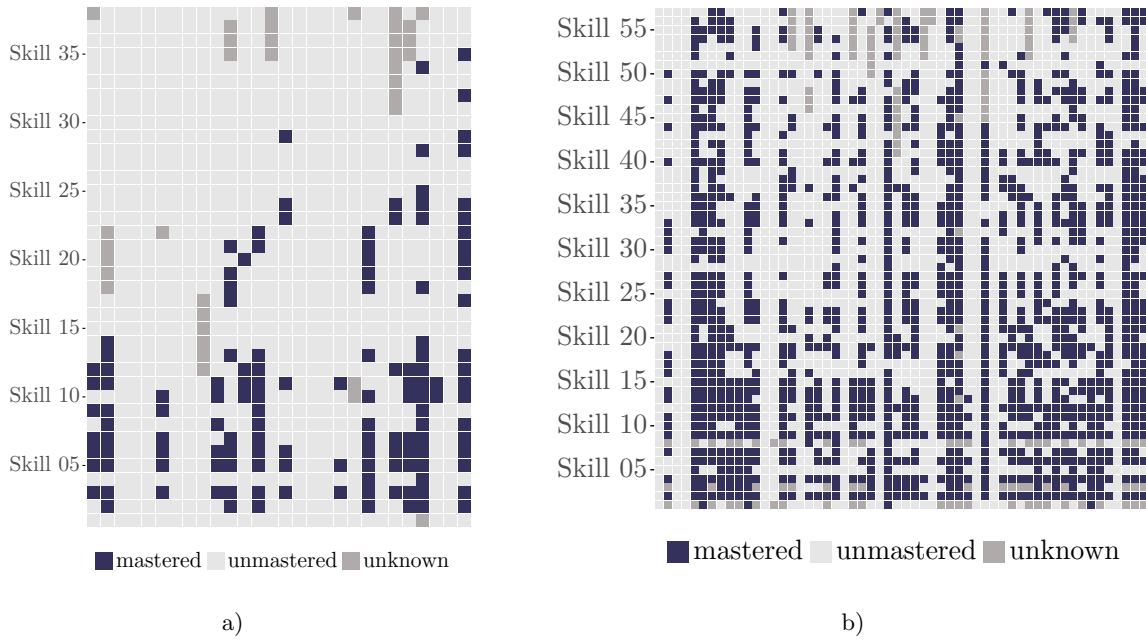 Skill 35
Skill 30
Skill 25
Skill 20
Skill 15
Skill 10
Skill 05
mastered unmastered unknown
a)
Skill 55
Skill 50
Skill 45
Skill 40
Skill 35
Skill 30
Skill 25
Skill 20
Skill 15
Skill 10
Skill 05
mastered unmastered unknown
b)